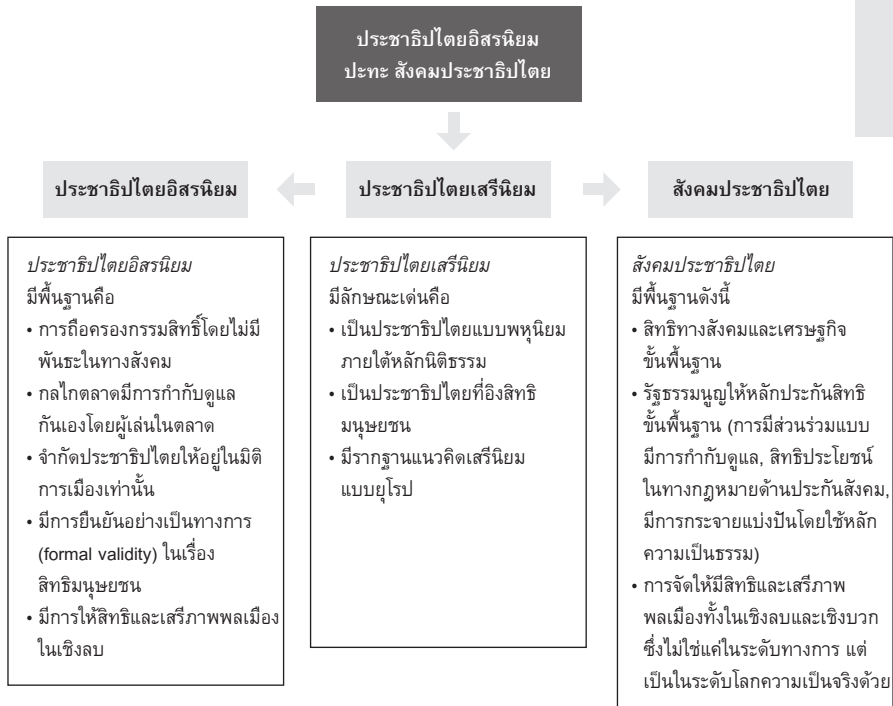 ประชาธิปไตยอิสรนิยม
ปะทะ สังคมประชาธิปไตย
ประชาธิปไตยอิสรนิยม
ประชาธิปไตยเสรีนิยม
สังคมประชาธิปไตย
ประชาธิปไตยอิสรนิยม
มีพื้นฐานคือ
• การถือครองกรรมสิทธิ์โดยไม่มี
พันธะในทางสังคม
• กลไกตลาดมีการกำกับดูแล
กันเองโดยผู้เล่นในตลาด
• จำกัดประชาธิปไตยให้อยู่ในมิติ
การเมืองเท่านั้น
• มีการยืนยันอย่างเป็นทางการ
(formal validity) ในเรื่อง
สิทธิมนุษยชน
• มีการให้สิทธิและเสรีภาพพลเมือง
ในเชิงลบ
ประชาธิปไตยเสรีนิยม
มีลักษณะเด่นคือ
• เป็นประชาธิปไตยแบบพหุนิยม
ภายใต้หลักนิติธรรม
• เป็นประชาธิปไตยที่อิงสิทธิ
มนุษยชน
• มีรากฐานแนวคิดเสรีนิยม
แบบยุโรป
สังคมประชาธิปไตย
มีพื้นฐานดังนี้
• สิทธิทางสังคมและเศรษฐกิจ
ขั้นพื้นฐาน
• รัฐธรรมนูญให้หลักประกันสิทธิ
ขั้นพื้นฐาน (การมีส่วนร่วมแบบ
มีการกำกับดูแล, สิทธิประโยชน์
ในทางกฎหมายด้านประกันสังคม,
มีการกระจายแบ่งปันโดยใช้หลัก
ความเป็นธรรม)
• การจัดให้มีสิทธิและเสรีภาพ
พลเมืองทั้งในเชิงลบและเชิงบวก
ซึ่งไม่ใช่แค่ในระดับทางการ แต่
เป็นในระดับโลกความเป็นจริงด้วย